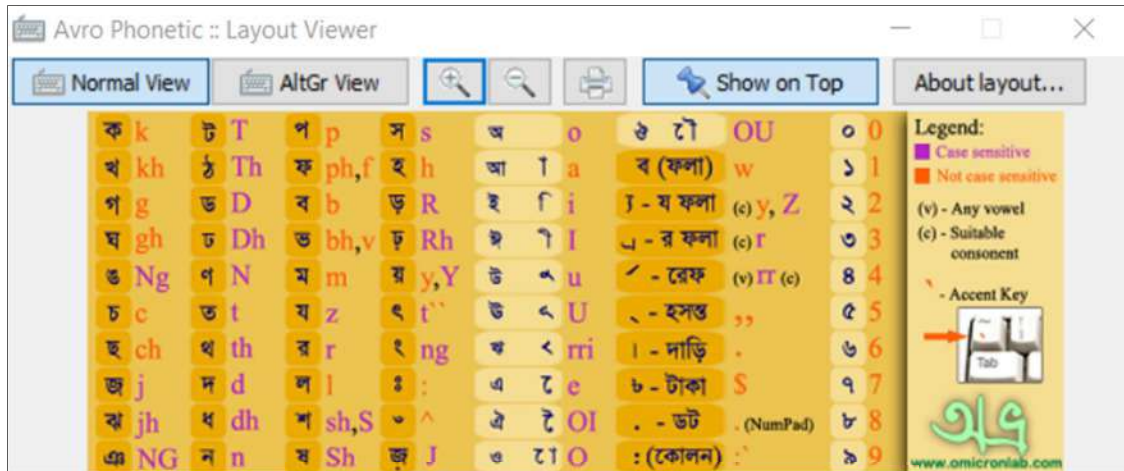 Avro Phonetic :: Layout Viewer
Normal View AltGr View Show on Top About layout...
ক k ট T প p স s অ o ঔ ৌ OU ০ 0 Legend:
Case sensitive
খ kh ঠ Th ফ ph,f হ h আ া a ব (ফলা) w ১ 1 Not case sensitive
গ g ড D ব b ড় R ই ি i ্য - য ফলা (c) y, Z ২ 2 (v) - Any vowel
ঘ gh ঢ Dh ভ bh,v ঢ় Rh ঈ ী I ্র - র ফলা (c) r ৩ 3 (c) - Suitable
consonent
ঙ Ng ণ N ম m য় y,Y উ ু u র্ - রেফ (v) rr (c) ৪ 4 ` - Accent Key
চ c ত t য z ৎ t`` ঊ ূ U ্ - হসন্ত ,, ৫ 5
ছ ch থ th র r ং ng ঋ ৃ rri । - দাড়ি . ৬ 6 Tab
জ j দ d ল l ঃ : এ ে e ৳ - টাকা $ ৭ 7
ঝ jh ধ dh শ sh,S ঁ ^ ঐ ৈ OI . - ডট . (NumPad) ৮ 8 অভ্র
ঞ NG ন n ষ Sh জ় J ও ো O : (কোলন) :` ৯ 9 www.omicronlab.com